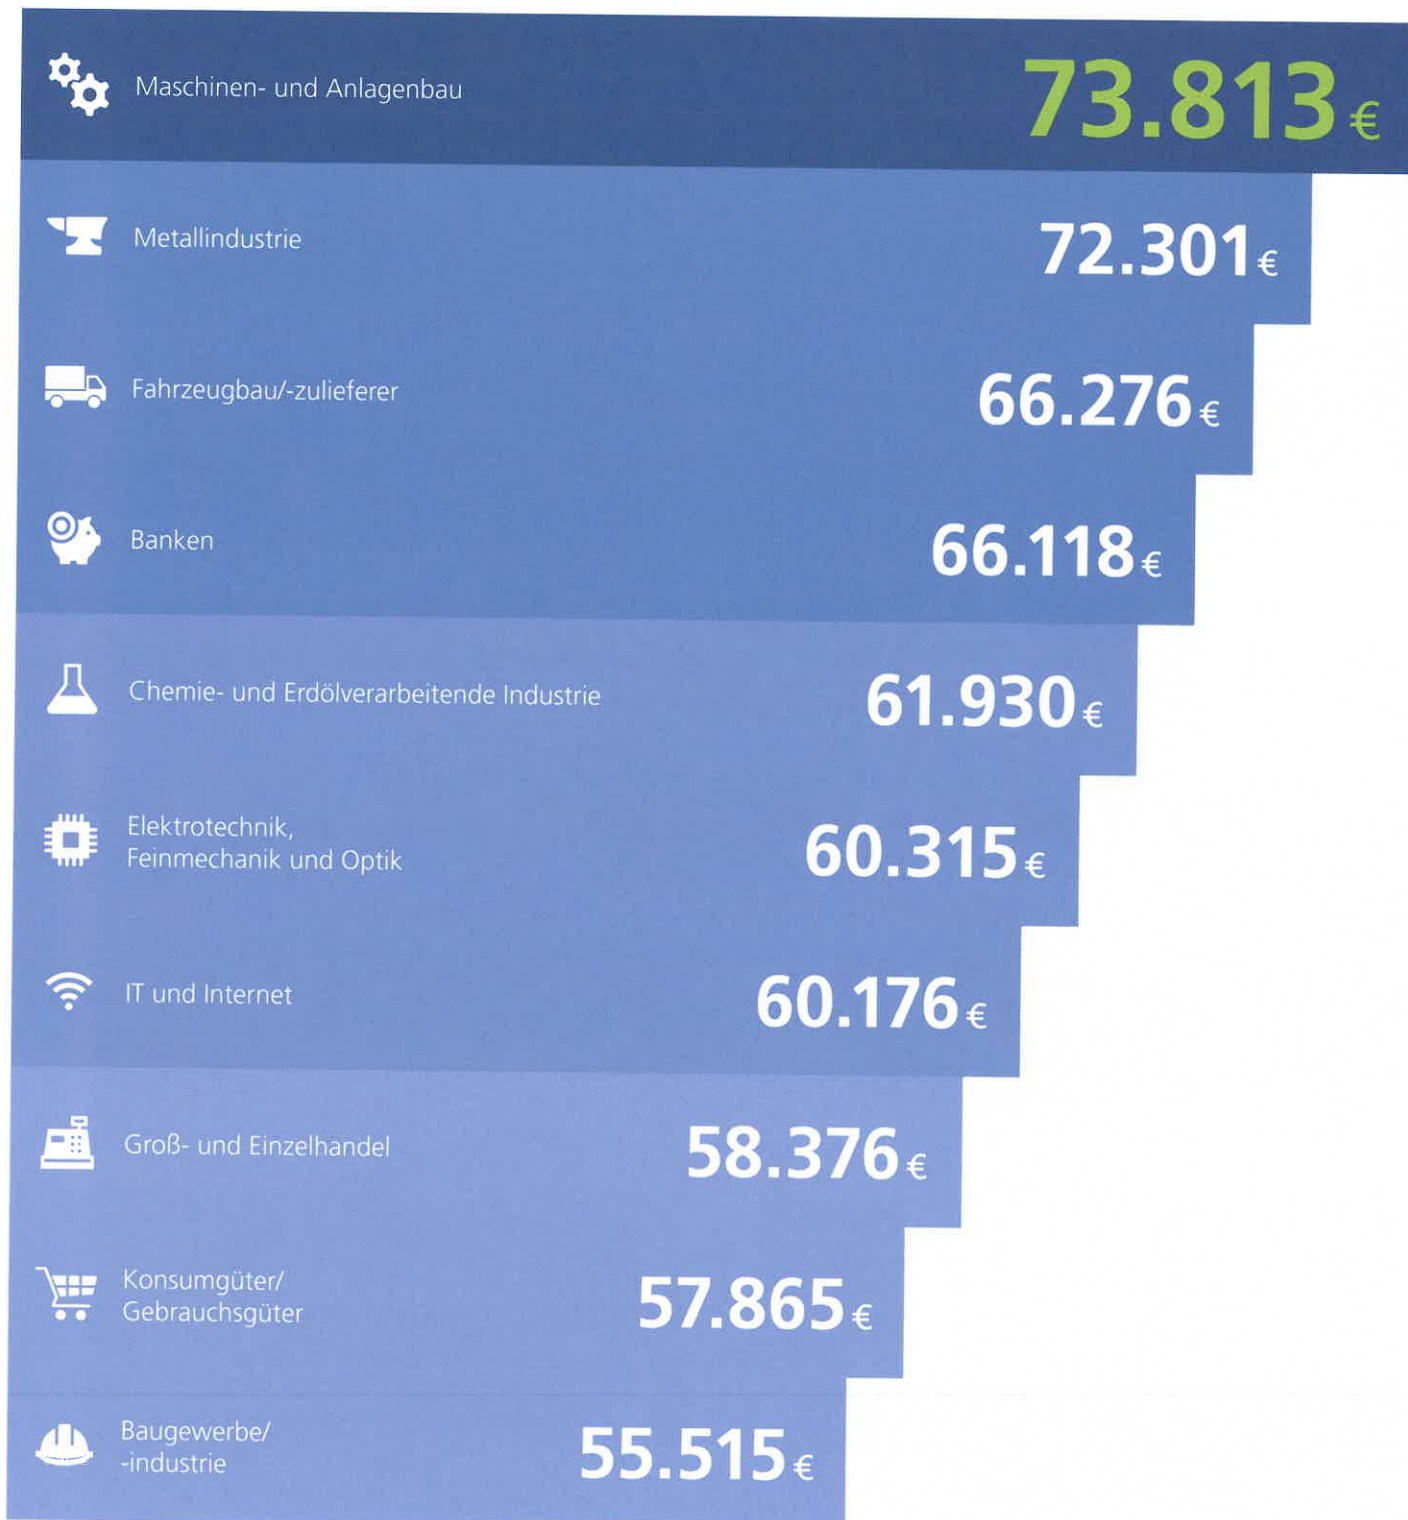 Maschinen- und Anlagenbau
73.813 €
Metallindustrie
72.301 €
Fahrzeugbau/-zulieferer
66.276 €
Banken
66.118 €
Chemie- und Erdölverarbeitende Industrie
61.930 €
Elektrotechnik,
Feinmechanik und Optik
60.315 €
IT und Internet
60.176 €
Groß- und Einzelhandel
58.376 €
Konsumgüter/
Gebrauchsgüter
57.865 €
Baugewerbe/
-industrie
55.515 €